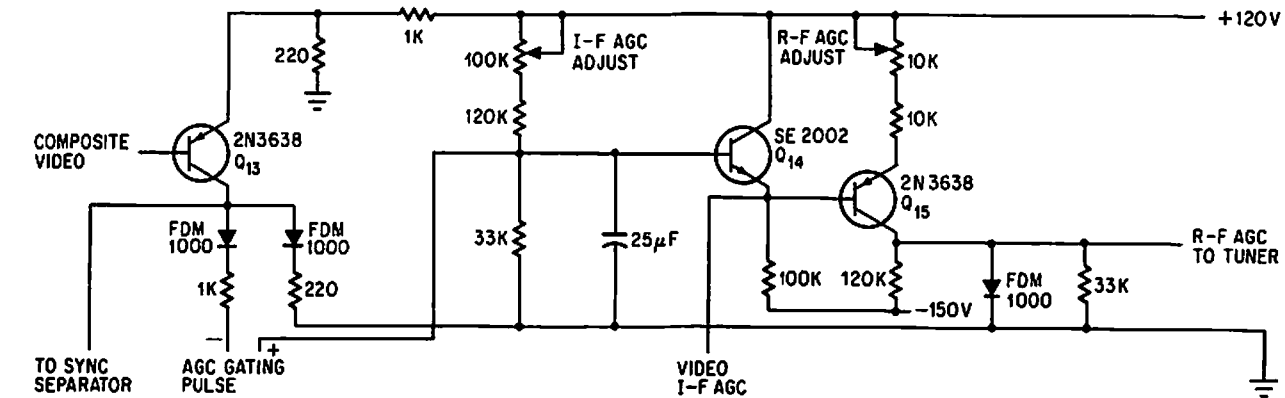 +120V
1K
220
100K
I-F AGC
ADJUST
R-F AGC
ADJUST
10K
120K
10K
COMPOSITE
VIDEO
2N3638
Q13
SE 2002
Q14
2N3638
Q15
FDM
1000
FDM
1000
33K
25μF
R-F AGC
TO TUNER
1K
220
100K
120K
FDM
1000
33K
-150V
-
+
TO SYNC
SEPARATOR
AGC GATING
PULSE
VIDEO
I-F AGC